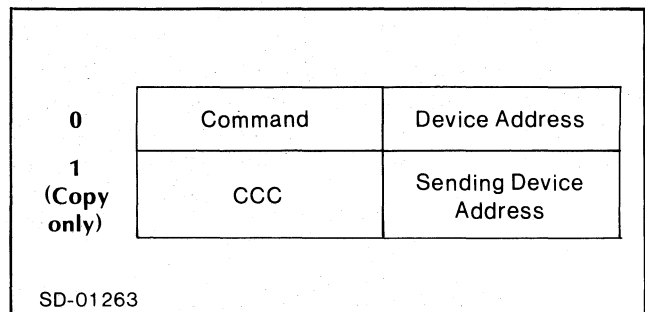 0 Command Device Address
1
(Copy
only)
CCC
Sending Device
Address
SD-01263